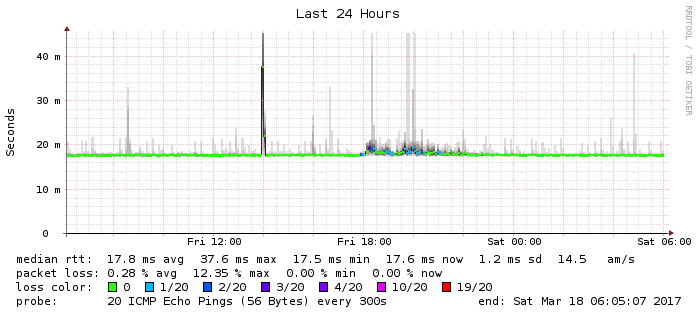 Last 24 Hours
RRDTOOL / TOBI OETIKER
Seconds
40 m
30 m
20 m
10 m
0
Fri 12:00 Fri 18:00 Sat 00:00 Sat 06:00
median rtt: 17.8 ms avg 37.6 ms max 17.5 ms min 17.6 ms now 1.2 ms sd 14.5 am/s
packet loss: 0.28 % avg 12.35 % max 0.00 % min 0.00 % now
loss color: 0 1/20 2/20 3/20 4/20 10/20 19/20
probe: 20 ICMP Echo Pings (56 Bytes) every 300s end: Sat Mar 18 06:05:07 2017